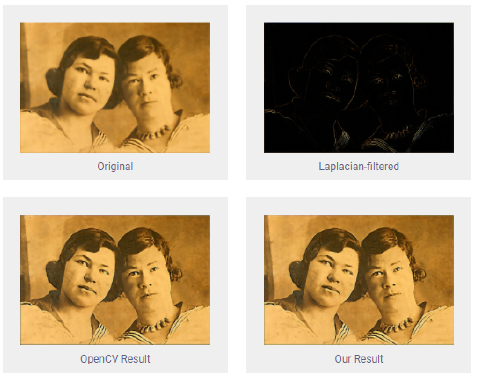 Original
Laplacian-filtered
OpenCV Result
Our Result